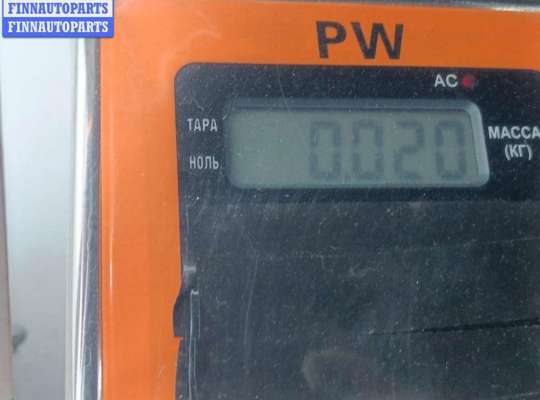 FINNAUTOPARTS
FINNAUTOPARTS
PW
AC
ТАРА
НОЛЬ
0.020
МАССА
(КГ)